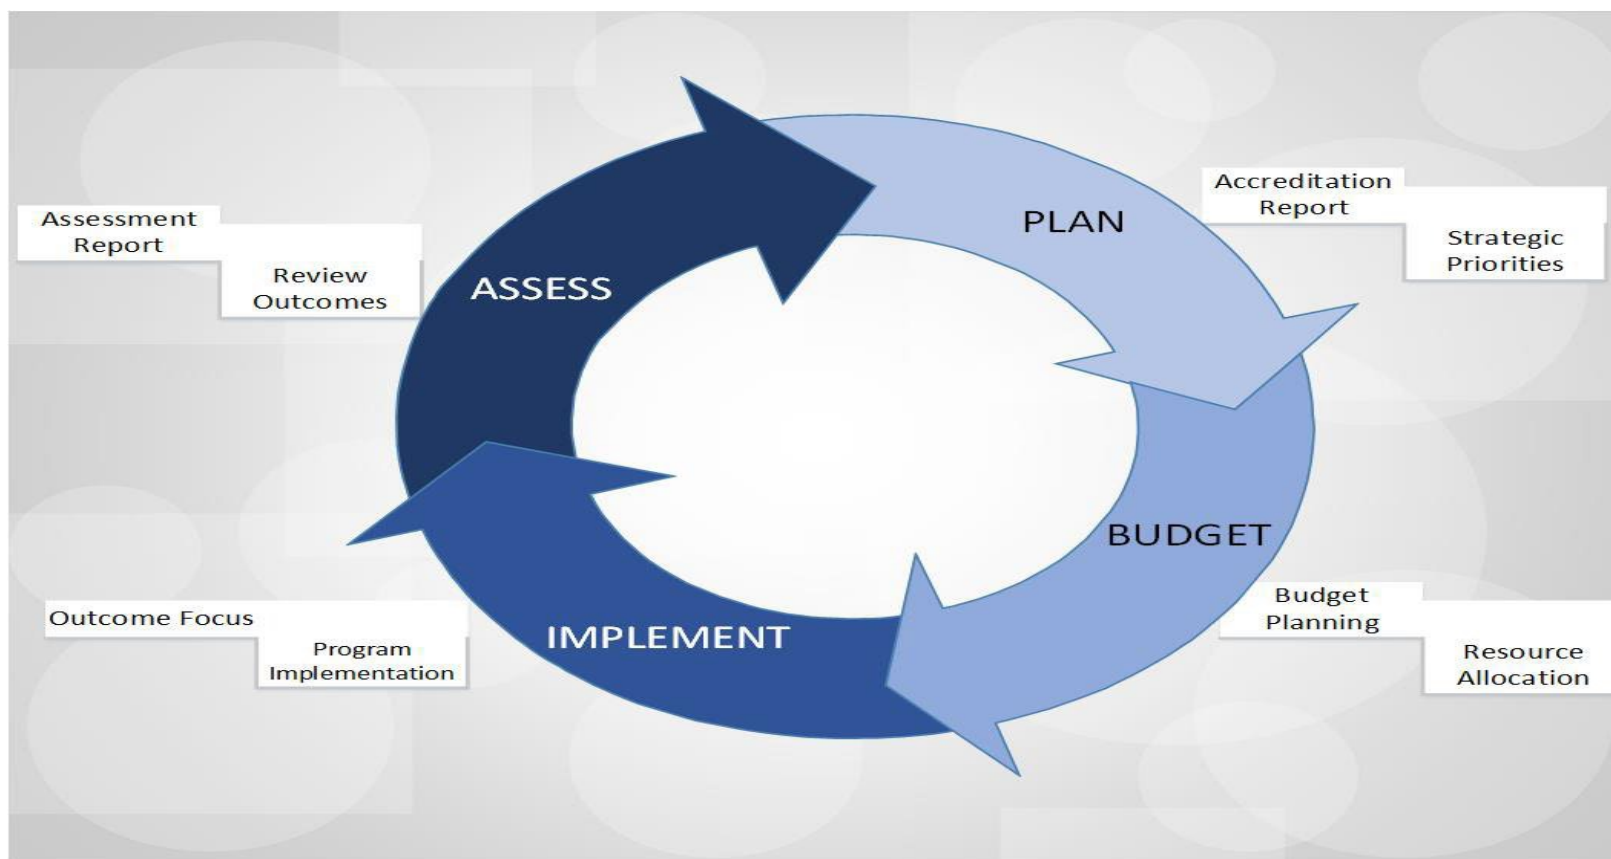 Accreditation
Report
Strategic
Priorities
PLAN
Assessment
Report
Review
Outcomes
ASSESS
BUDGET
Budget
Planning
Resource
Allocation
Outcome Focus
Program
Implementation
IMPLEMENT